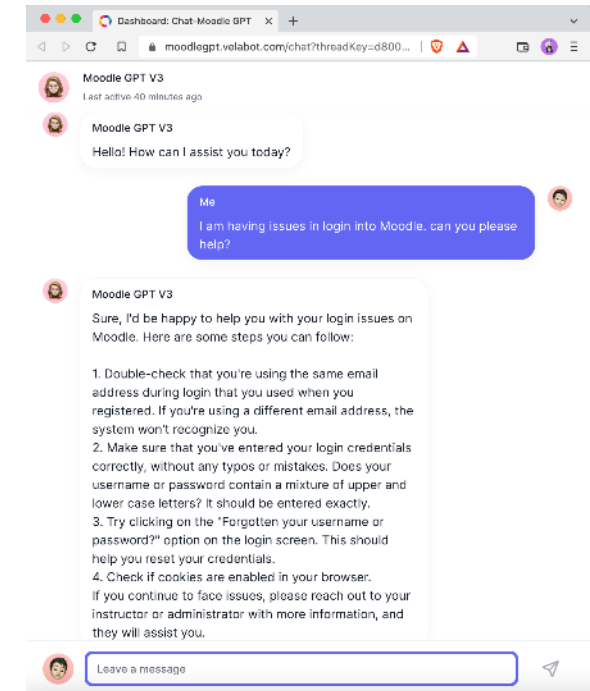 Dashboard: Chat-Moodle GPT
moodlegpt.velabot.com/chat?threadKey=d800...
Moodle GPT V3
Last active 40 minutes ago
Moodle GPT V3
Hello! How can I assist you today?
Me
I am having issues in login into Moodle. can you please
help?
Moodle GPT V3
Sure, I'd be happy to help you with your login issues on
Moodle. Here are some steps you can follow:
1. Double-check that you're using the same email
address during login that you used when you
registered. If you're using a different email address, the
system won't recognize you.
2. Make sure that you've entered your login credentials
correctly, without any typos or mistakes. Does your
username or password contain a mixture of upper and
lower case letters? It should be entered exactly.
3. Try clicking on the "Forgotten your username or
password?" option on the login screen. This should
help you reset your credentials.
4. Check if cookies are enabled in your browser.
If you continue to face issues, please reach out to your
instructor or administrator with more information, and
they will assist you.
Leave a message